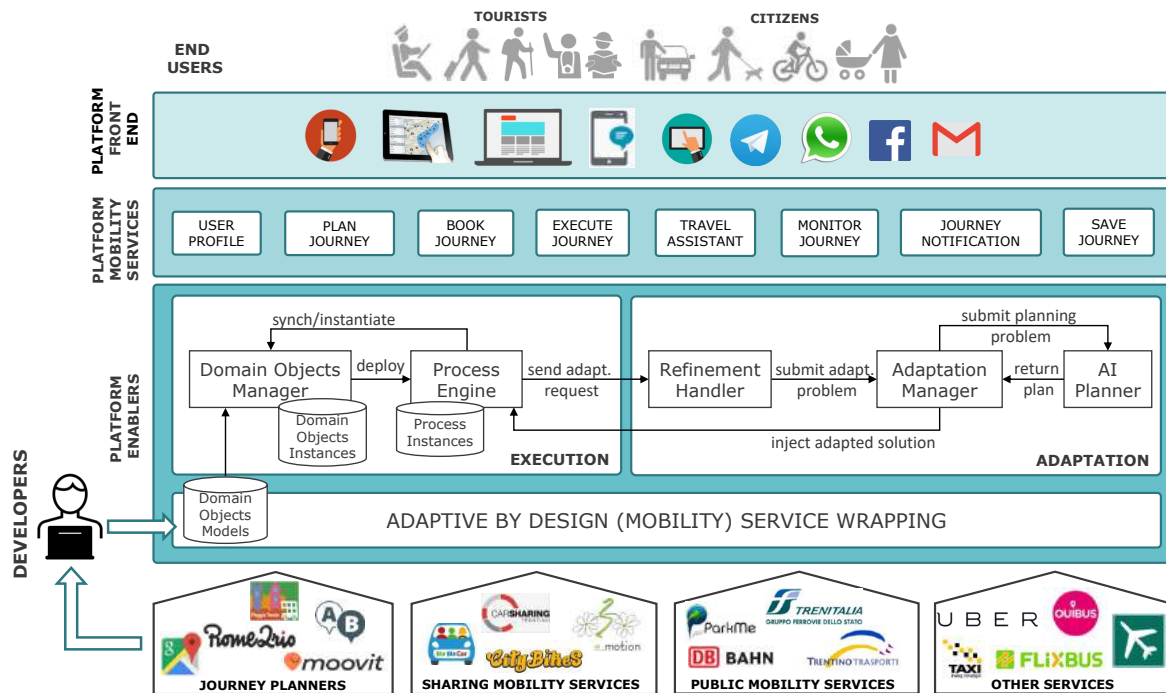 TOURISTS
CITIZENS
END
USERS
PLATFORM
FRONT
END
PLATFORM
MOBILITY
SERVICES
USER
PROFILE
PLAN
JOURNEY
BOOK
JOURNEY
EXECUTE
JOURNEY
TRAVEL
ASSISTANT
MONITOR
JOURNEY
JOURNEY
NOTIFICATION
SAVE
JOURNEY
PLATFORM
ENABLERS
synch/instantiate
Domain Objects
Manager
deploy
Process
Engine
Domain
Objects
Instances
Process
Instances
EXECUTION
send adapt.
request
Refinement
Handler
submit adapt.
problem
Adaptation
Manager
submit planning
problem
return
plan
AI
Planner
inject adapted solution
ADAPTATION
DEVELOPERS
Domain
Objects
Models
ADAPTIVE BY DESIGN (MOBILITY) SERVICE WRAPPING
Rome2rio
A
B
moovit
JOURNEY PLANNERS
CARSHARING
TRENTINO
BlaBlaCar
CityBikes
e.motion
SHARING MOBILITY SERVICES
ParkMe
TRENITALIA
GRUPPO FERROVIE DELLO STATO
DB BAHN
TRENTINO TRASPORTI
PUBLIC MOBILITY SERVICES
UBER
OUIBUS
TAXI
FLiXBUS
OTHER SERVICES